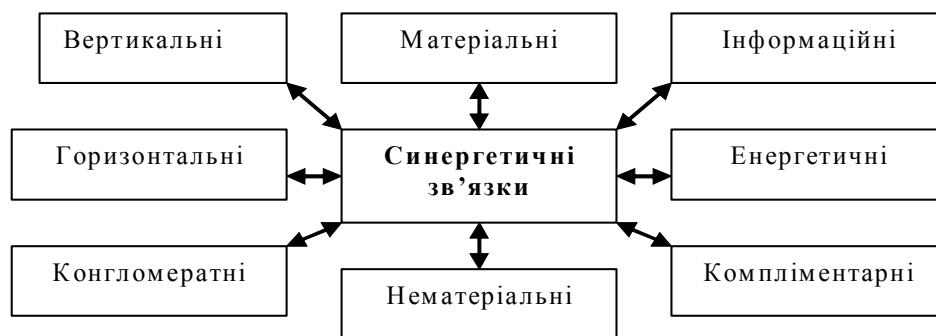 Вертикальні
Матеріальні
Інформаційні
Горизонтальні
Синергетичні
зв’язки
Енергетичні
Конгломератні
Нематеріальні
Компліментарні